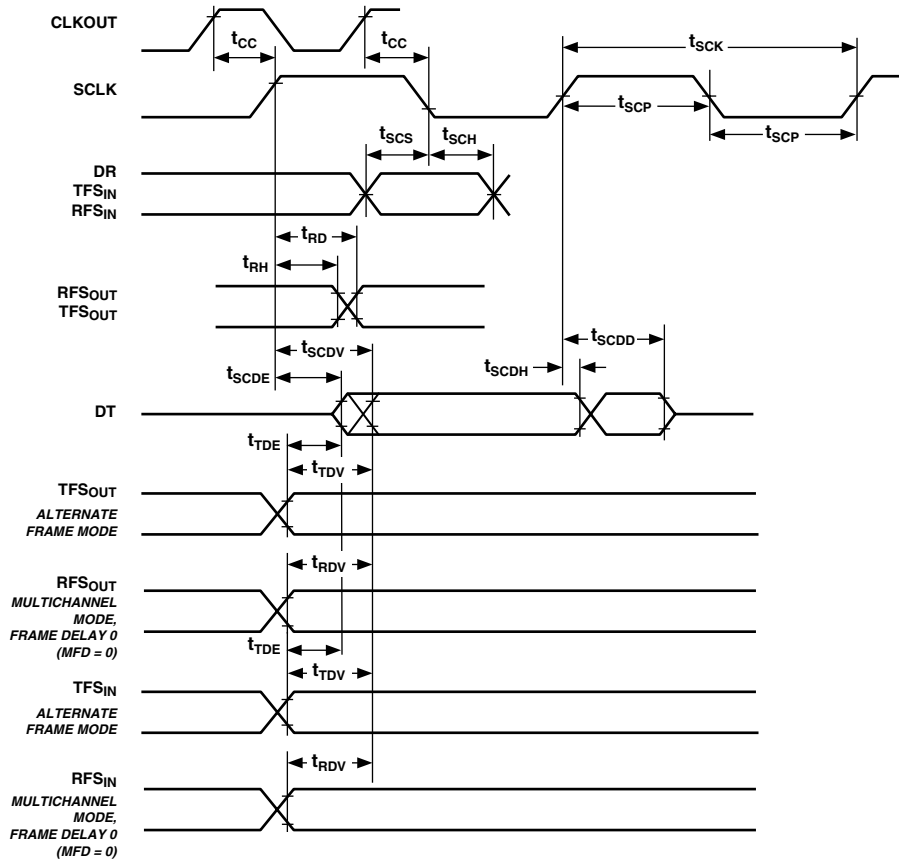 CLKOUT
tCC
tCC
tSCK
SCLK
tSCP
tSCP
tSCS
tSCH
DR
TFSIN
RFSIN
tRD
tRH
RFSOUT
TFSOUT
tSCDV
tSCDD
tSCDE
tSCDH
DT
tTDE
tTDV
TFSOUT
ALTERNATE
FRAME MODE
tRDV
RFSOUT
MULTICHANNEL
MODE,
FRAME DELAY 0
(MFD = 0)
tTDE
tTDV
TFSIN
ALTERNATE
FRAME MODE
tRDV
RFSIN
MULTICHANNEL
MODE,
FRAME DELAY 0
(MFD = 0)